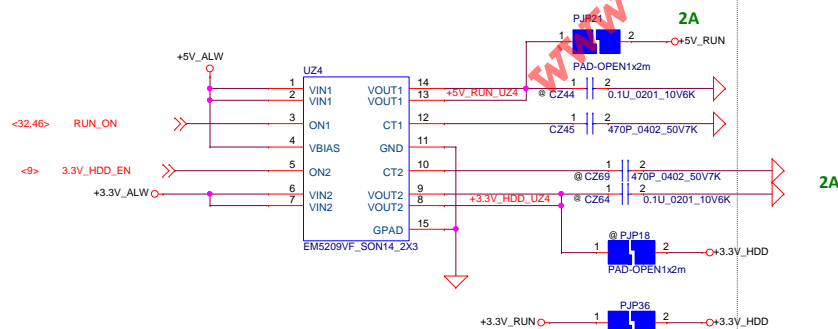 PJP21
2A
1 2
+5V_RUN
PAD-OPEN1x2m
www
+5V_ALW
UZ4
1 VIN1 VOUT1 14
2 VIN1 VOUT1 13
+5V_RUN_UZ4
@ CZ44 1 2 0.1U_0201_10V6K
<32,46> RUN_ON
3 ON1 CT1 12
CZ45 1 2 470P_0402_50V7K
4 VBIAS GND 11
<9> 3.3V_HDD_EN
5 ON2 CT2 10
@ CZ69 1 2 470P_0402_50V7K
+3.3V_ALW
6 VIN2 VOUT2 9
7 VIN2 VOUT2 8
+3.3V_HDD_UZ4
@ CZ64 1 2 0.1U_0201_10V6K
2A
GPAD 15
EM5209VF_SON14_2X3
@ PJP18
1 2
+3.3V_HDD
PAD-OPEN1x2m
PJP36
+3.3V_RUN 1 2 +3.3V_HDD